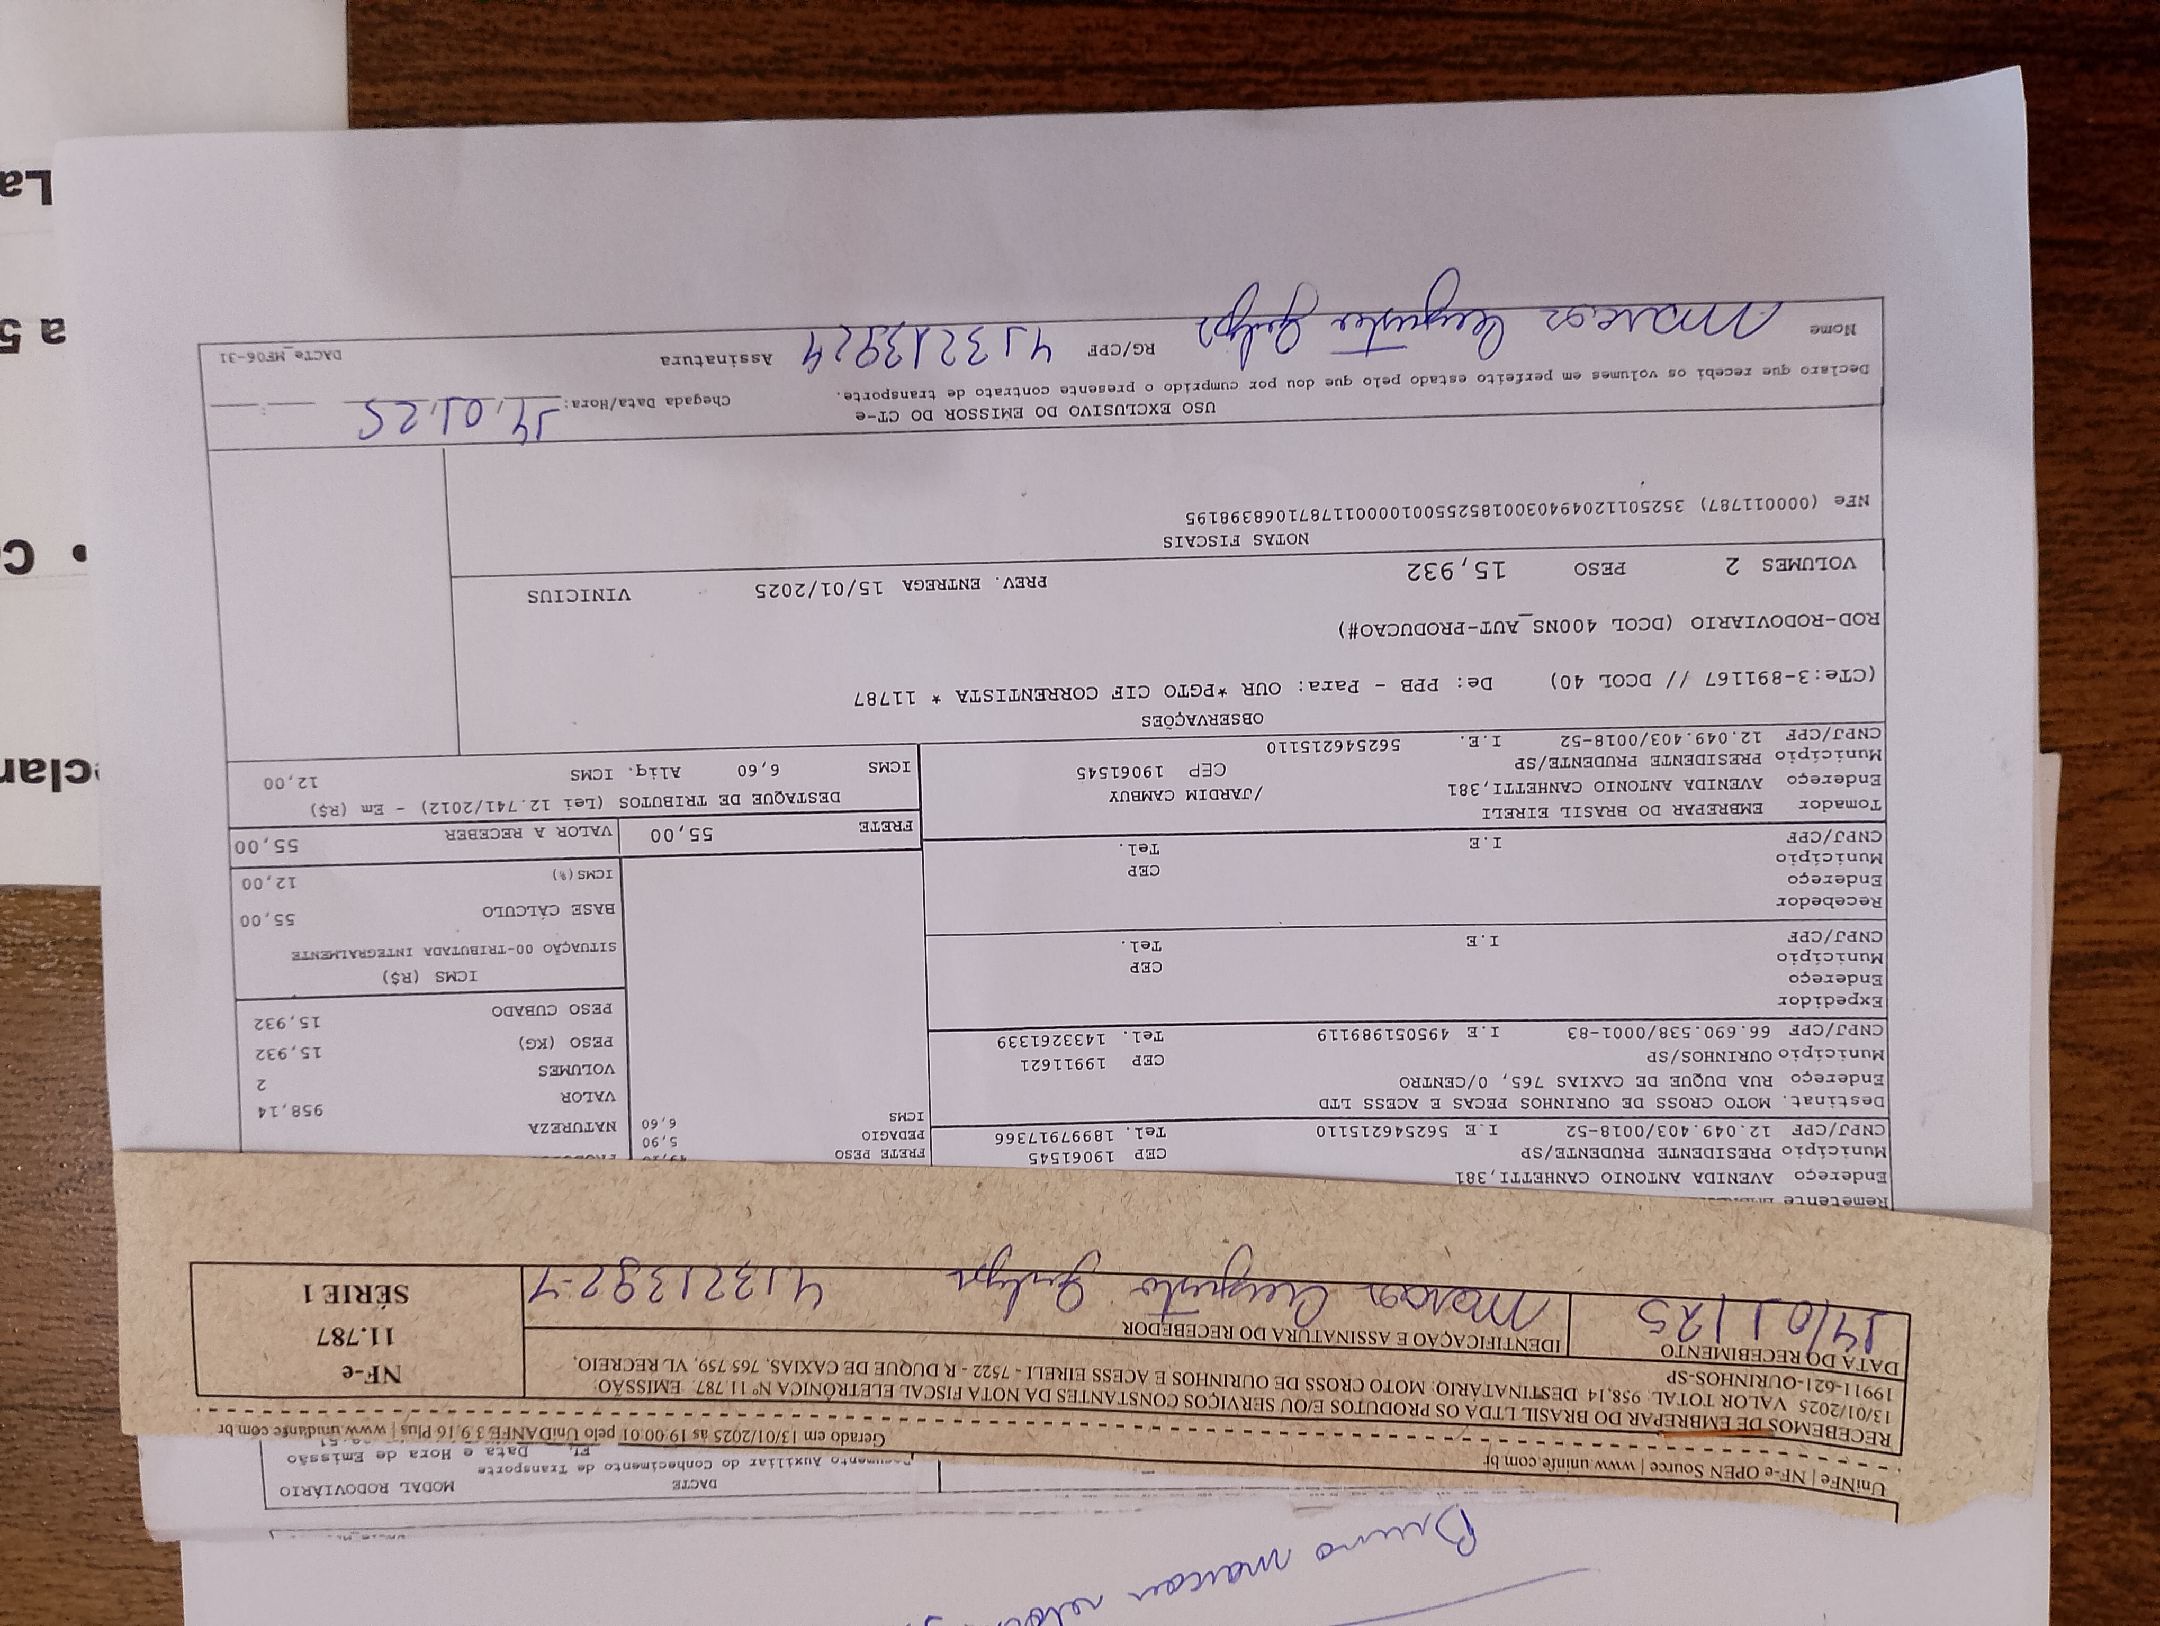 Bruno
DACTE
MODAL RODOVIÁRIO
Documento Auxiliar do Conhecimento de Transporte
FL Data e Hora de Emissão
UniNFe | NF-e OPEN Source | www.uninfe.com.br
Gerado em 13/01/2025 às 19:00:01 pelo UniDANFE 3.9.16 Plus | www.unidanfe.com.br
RECEBEMOS DE EMBREPAR DO BRASIL LTDA OS PRODUTOS E/OU SERVIÇOS CONSTANTES DA NOTA FISCAL ELETRÔNICA Nº 11.787. EMISSÃO:
13/01/2025 VALOR TOTAL: 958,14 DESTINATÁRIO: MOTO CROSS DE OURINHOS E ACESS EIRELI - 7522 - R DUQUE DE CAXIAS, 765 759, VL RECREIO,
19911-621-OURINHOS-SP
NF-e
11.787
SÉRIE 1
DATA DO RECEBIMENTO
14/01/25
IDENTIFICAÇÃO E ASSINATURA DO RECEBEDOR
Marcos Augusto
Remetente
Endereço AVENIDA ANTONIO CANHETTI,381
Município PRESIDENTE PRUDENTE/SP CEP 19061545
CNPJ/CPF 12.049.403/0018-52 I.E 562546215110 Tel. 18997917366
Destinat. MOTO CROSS DE OURINHOS PECAS E ACESS LTD
Endereço RUA DUQUE DE CAXIAS 765, 0/CENTRO
Município OURINHOS/SP CEP 19911621
CNPJ/CPF 66.690.538/0001-83 I.E 495051989119 Tel. 1433261339
Expedidor
Endereço
Município CEP
CNPJ/CPF I.E Tel.
Recebedor
Endereço
Município CEP
CNPJ/CPF I.E Tel.
Tomador EMBREPAR DO BRASIL EIRELI
Endereço AVENIDA ANTONIO CANHETTI,381 /JARDIM CAMBUY
Município PRESIDENTE PRUDENTE/SP CEP 19061545
CNPJ/CPF 12.049.403/0018-52 I.E. 562546215110
FRETE PESO
PEDAGIO 5,90
ICMS 6,60
NATUREZA
VALOR 958,14
VOLUMES 2
PESO (KG) 15,932
PESO CUBADO 15,932
ICMS (R$)
SITUAÇÃO 00-TRIBUTADA INTEGRALMENTE
BASE CÁLCULO 55,00
ICMS(%) 12,00
FRETE 55,00 VALOR A RECEBER 55,00
DESTAQUE DE TRIBUTOS (Lei 12.741/2012) - Em (R$)
ICMS 6,60 Aliq. ICMS 12,00
OBSERVAÇÕES
(CTe:3-891167 // DCOL 40) De: PPB - Para: OUR *PGTO CIF CORRENTISTA * 11787
ROD-RODOVIARIO (DCOL 400NS_AUT-PRODUCAO#)
VOLUMES 2 PESO 15,932 PREV. ENTREGA 15/01/2025 VINICIUS
NOTAS FISCAIS
NFe (000011787) 35250112049403001852550010000117871068398195
USO EXCLUSIVO DO EMISSOR DO CT-e
Declaro que recebi os volumes em perfeito estado pelo que dou por cumprido o presente contrato de transporte.
Chegada Data/Hora: 14.01.25
Nome Marcos Augusto RG/CPF 413213924 Assinatura
DACTe_MF06-31
La
a 5
• C
clar